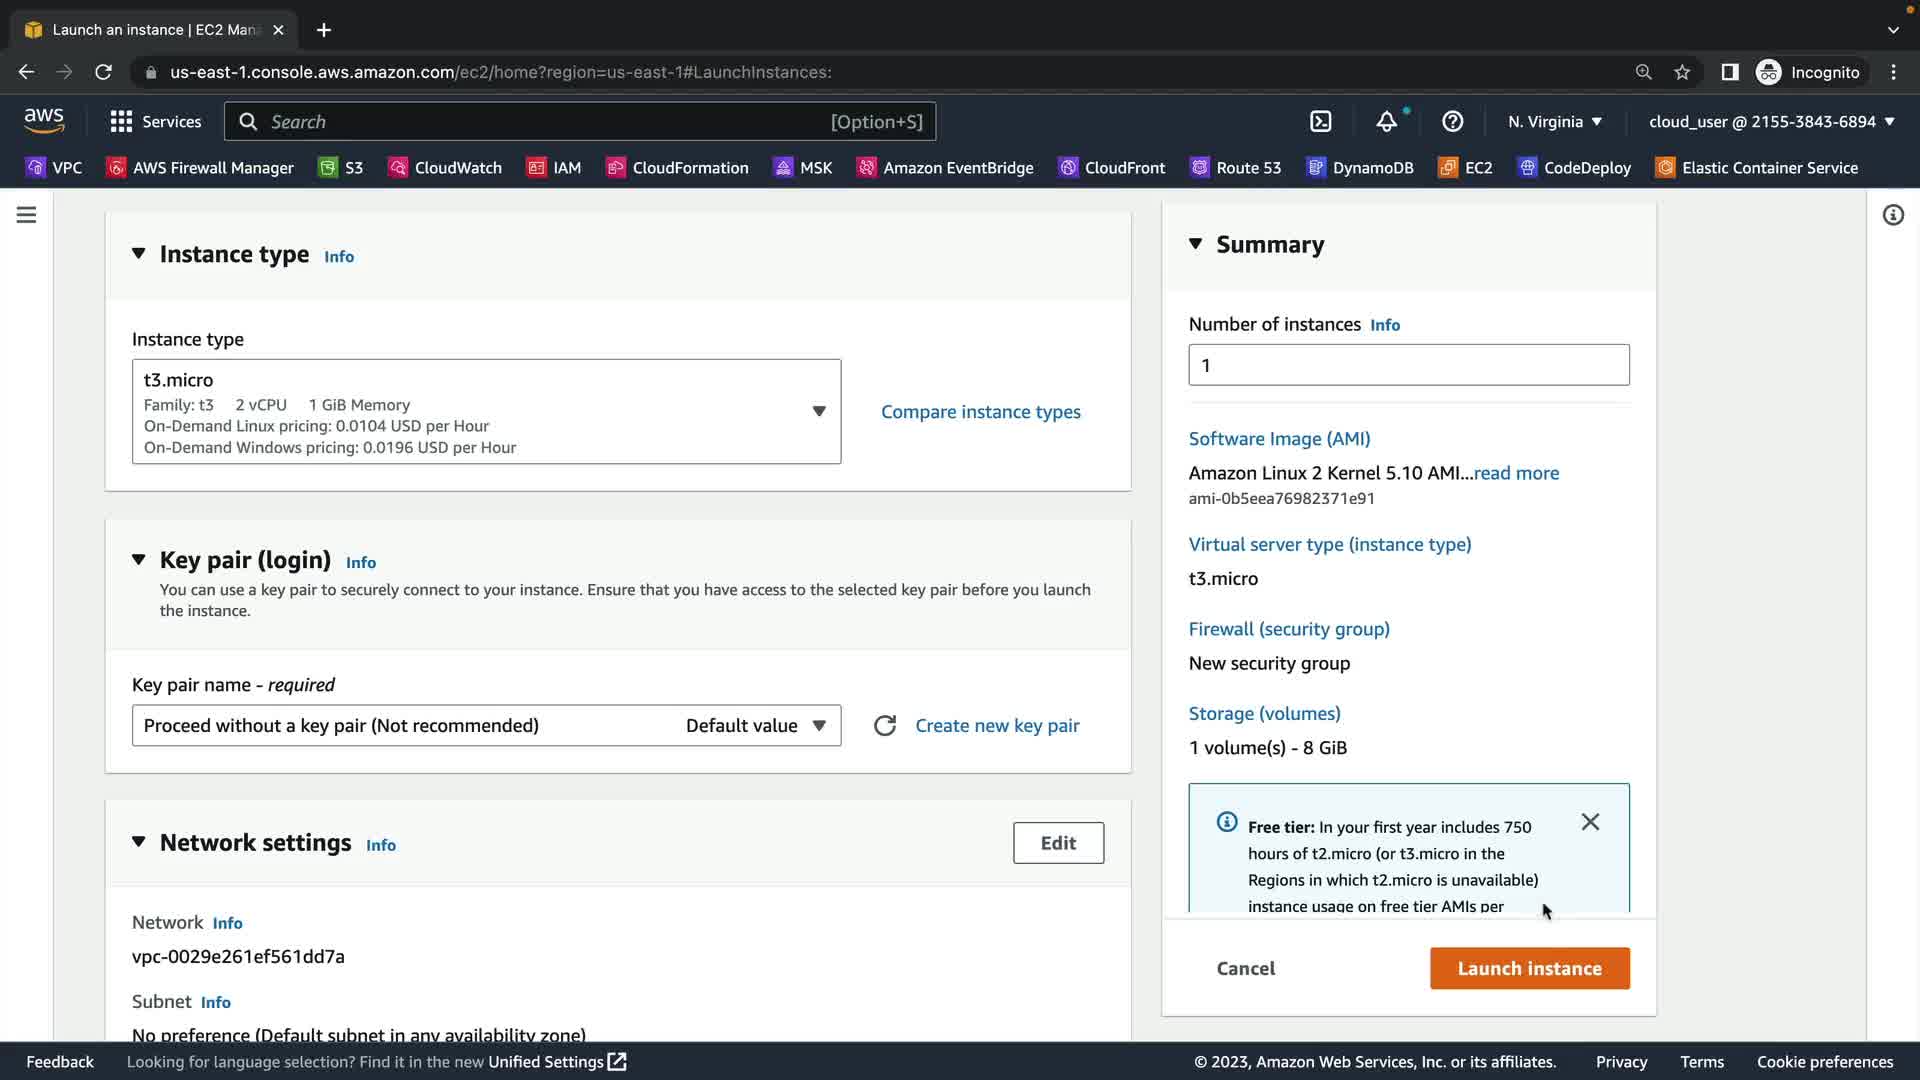 Launch an instance | EC2 Mana
us-east-1.console.aws.amazon.com/ec2/home?region=us-east-1#LaunchInstances:
Incognito
aws
Services
Search
[Option+S]
N. Virginia
cloud_user @ 2155-3843-6894
VPC
AWS Firewall Manager
S3
CloudWatch
IAM
CloudFormation
MSK
Amazon EventBridge
CloudFront
Route 53
DynamoDB
EC2
CodeDeploy
Elastic Container Service
Instance type Info
Instance type
t3.micro
Family: t3 2 vCPU 1 GiB Memory
On-Demand Linux pricing: 0.0104 USD per Hour
On-Demand Windows pricing: 0.0196 USD per Hour
Compare instance types
Key pair (login) Info
You can use a key pair to securely connect to your instance. Ensure that you have access to the selected key pair before you launch
the instance.
Key pair name - required
Proceed without a key pair (Not recommended) Default value
Create new key pair
Network settings Info
Edit
Network Info
vpc-0029e261ef561dd7a
Subnet Info
No preference (Default subnet in any availability zone)
Summary
Number of instances Info
1
Software Image (AMI)
Amazon Linux 2 Kernel 5.10 AMI...read more
ami-0b5eea76982371e91
Virtual server type (instance type)
t3.micro
Firewall (security group)
New security group
Storage (volumes)
1 volume(s) - 8 GiB
Free tier: In your first year includes 750
hours of t2.micro (or t3.micro in the
Regions in which t2.micro is unavailable)
instance usage on free tier AMIs per
Cancel
Launch instance
Feedback
Looking for language selection? Find it in the new Unified Settings
© 2023, Amazon Web Services, Inc. or its affiliates.
Privacy
Terms
Cookie preferences